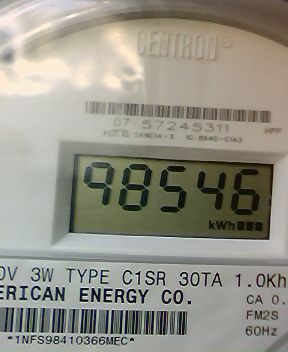 CENTRON®
07 57245311
98546
kWh
0V 3W TYPE C1SR 30TA 1.0Kh
ERICAN ENERGY CO.
CA 0.
FM2S
60Hz
*1NFS98410366MEC*